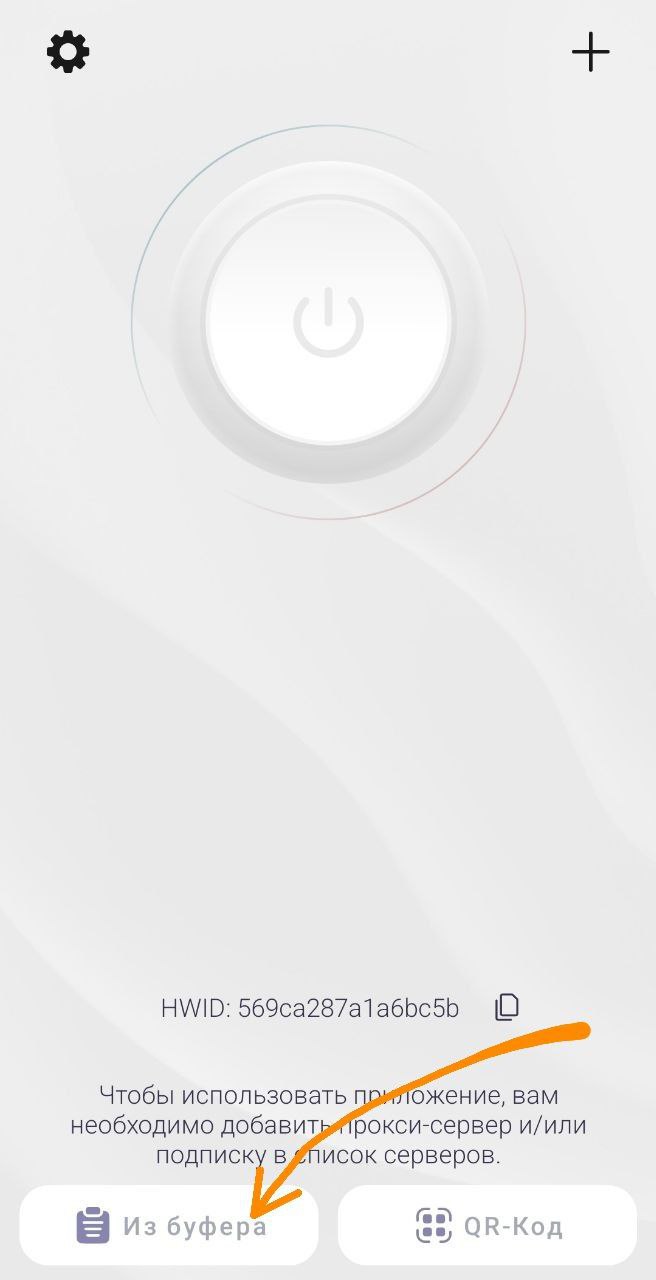 HWID: 569ca287a1a6bc5b
Чтобы использовать приложение, вам
необходимо добавить прокси-сервер и/или
подписку в список серверов.
Из буфера
QR-Код